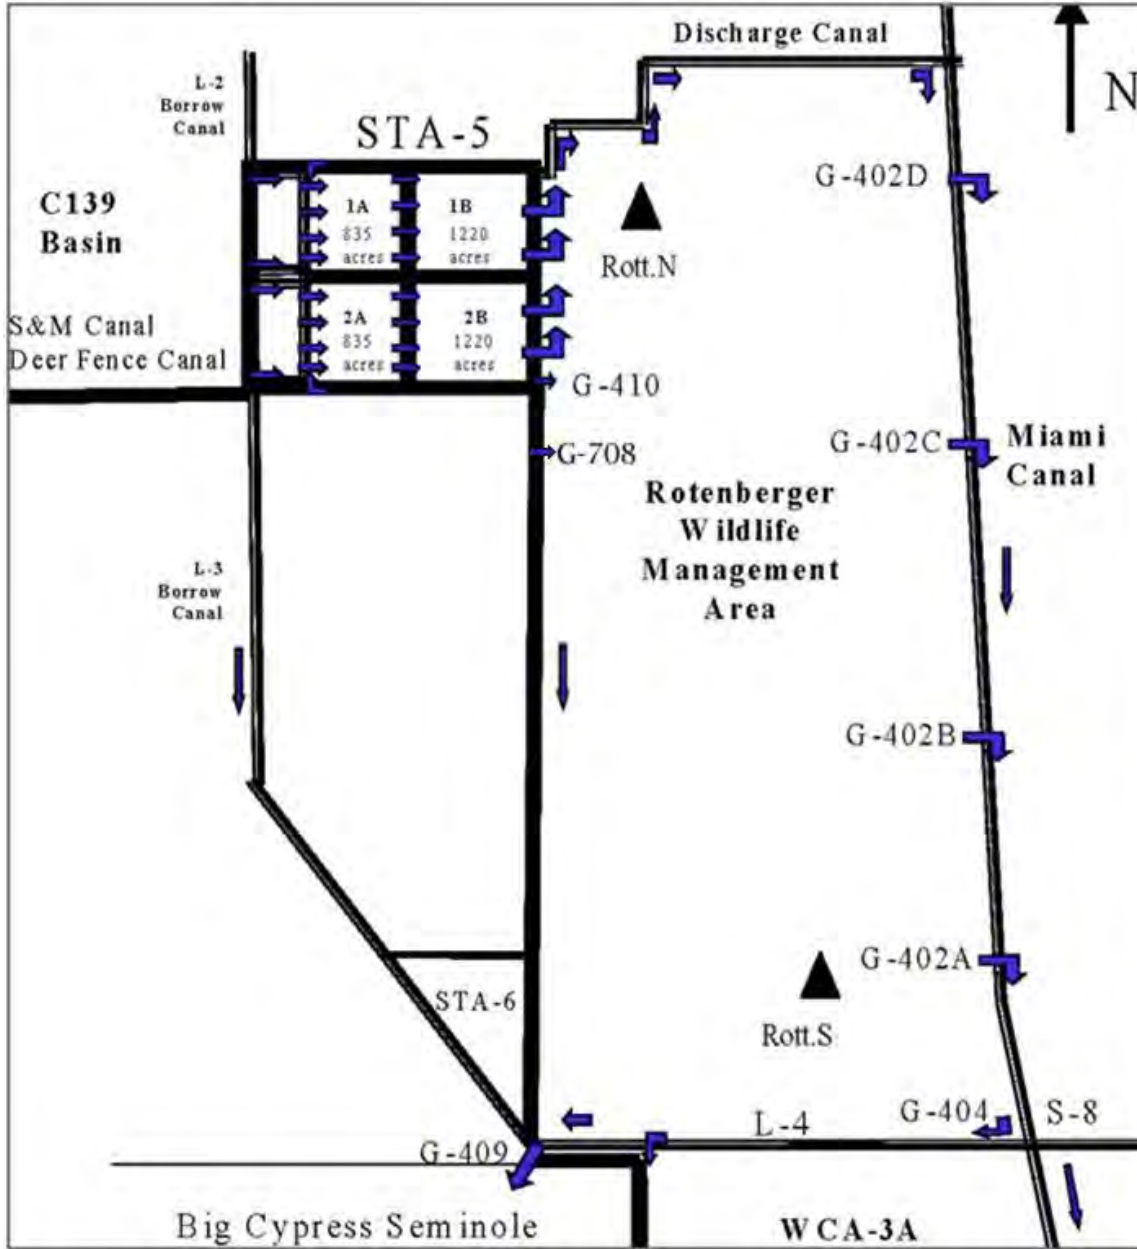 Discharge Canal
N
L-2
Borrow
Canal
STA-5
G-402D
C139
Basin
1A
835
acres
1B
1220
acres
Rott.N
S&M Canal
Deer Fence Canal
2A
835
acres
2B
1220
acres
G-410
G-708
G-402C
Miami
Canal
Rotenberger
Wildlife
Management
Area
L-3
Borrow
Canal
G-402B
G-402A
STA-6
Rott.S
G-404
S-8
L-4
G-409
Big Cypress Seminole
WCA-3A